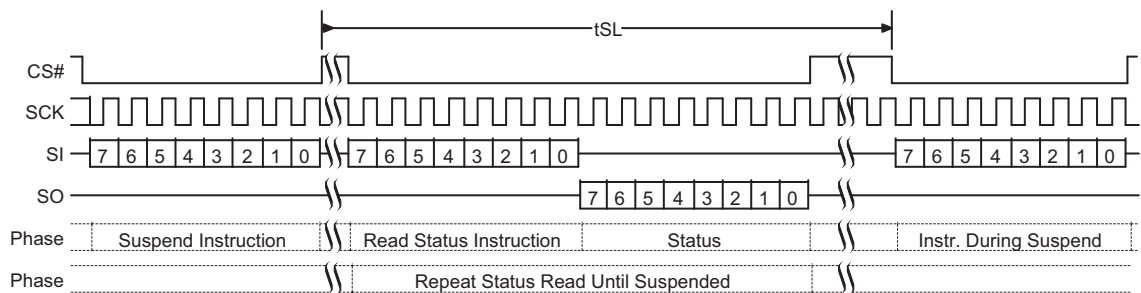 tSL
CS#
SCK
SI 7 6 5 4 3 2 1 0 7 6 5 4 3 2 1 0 7 6 5 4 3 2 1 0
SO 7 6 5 4 3 2 1 0
Phase Suspend Instruction Read Status Instruction Status Instr. During Suspend
Phase Repeat Status Read Until Suspended